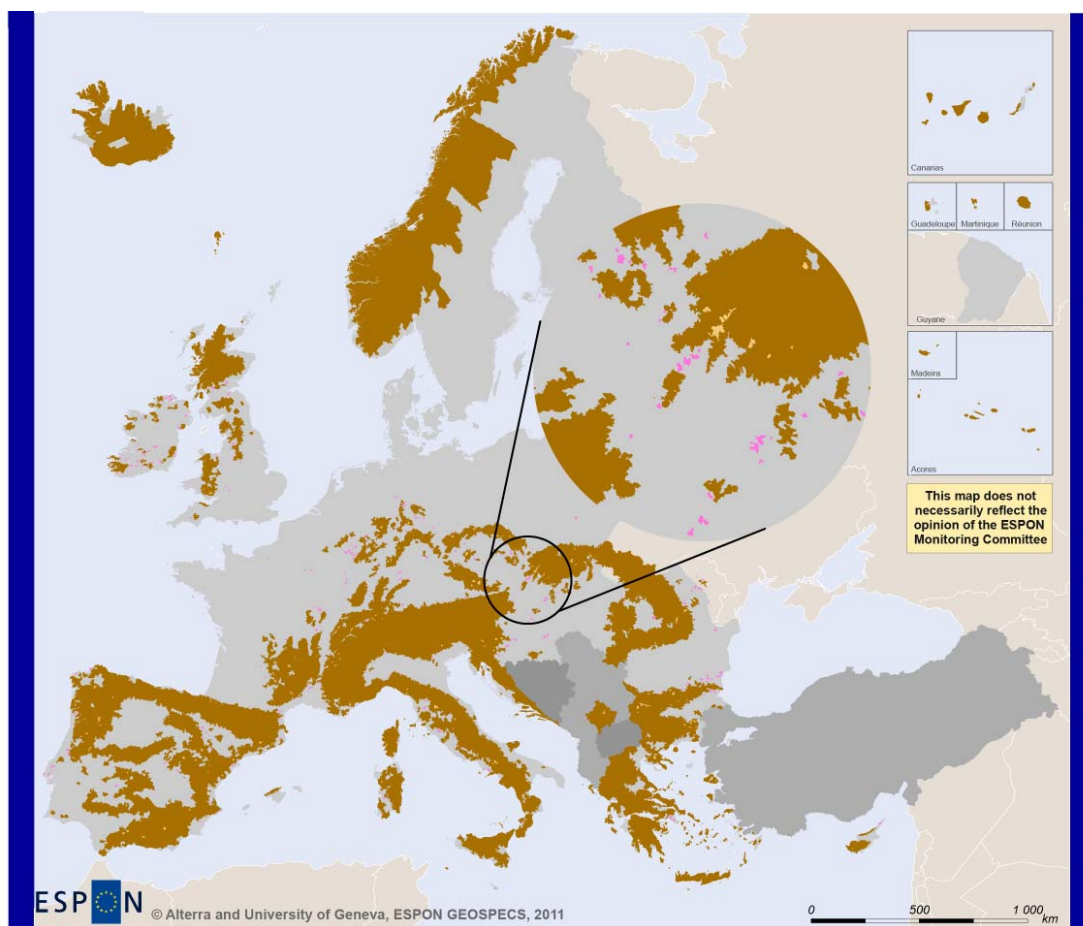 Canarias
Guadeloupe
Martinique
Réunion
Guyane
Madeira
Acores
This map does not
necessarily reflect the
opinion of the ESPON
Monitoring Committee
ESPON
© Alterra and University of Geneva, ESPON GEOSPECS, 2011
0 500 1 000
km